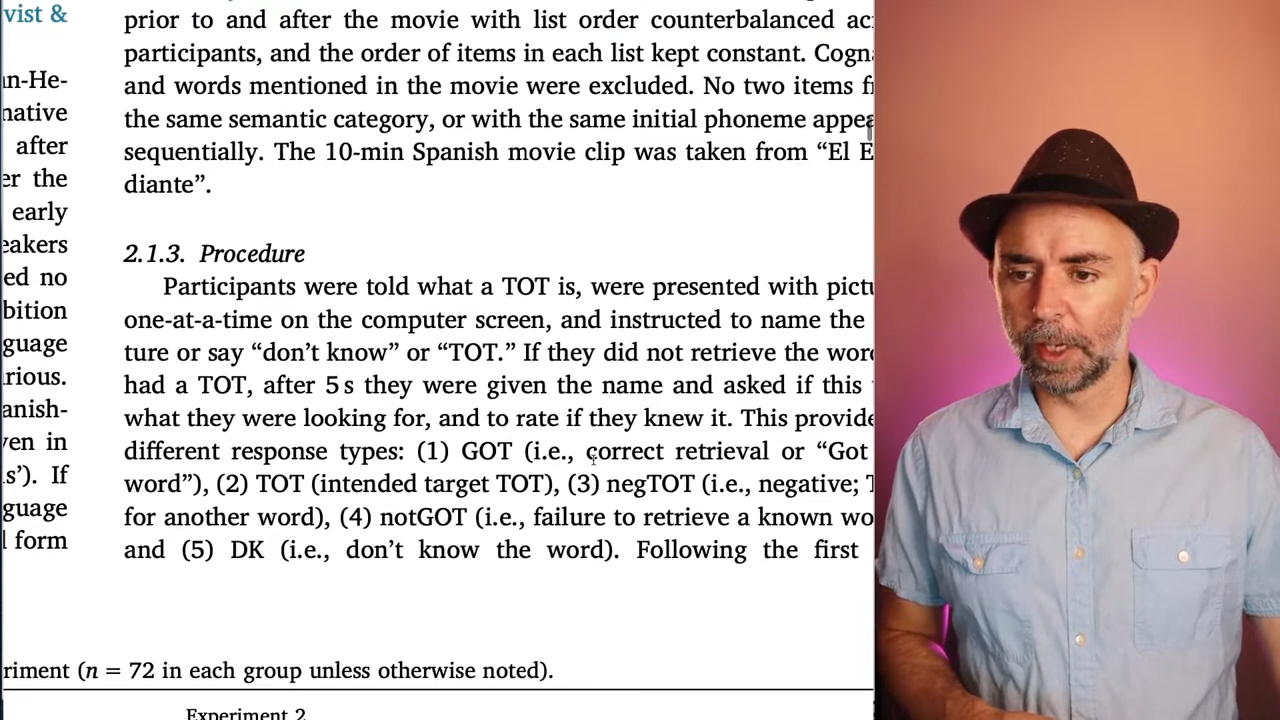 vist &
n-He-
native
after
er the
early
eakers
ed no
bition
guage
rious.
anish-
ven in
s’). If
guage
l form
prior to and after the movie with list order counterbalanced ac
participants, and the order of items in each list kept constant. Cogn
and words mentioned in the movie were excluded. No two items f
the same semantic category, or with the same initial phoneme appea
sequentially. The 10-min Spanish movie clip was taken from “El E
diante”.
2.1.3. Procedure
Participants were told what a TOT is, were presented with pictu
one-at-a-time on the computer screen, and instructed to name the
ture or say “don’t know” or “TOT.” If they did not retrieve the wor
had a TOT, after 5 s they were given the name and asked if this
what they were looking for, and to rate if they knew it. This provide
different response types: (1) GOT (i.e., correct retrieval or “Got
word”), (2) TOT (intended target TOT), (3) negTOT (i.e., negative; T
for another word), (4) notGOT (i.e., failure to retrieve a known wo
and (5) DK (i.e., don’t know the word). Following the first
riment (n = 72 in each group unless otherwise noted).
Experiment 2